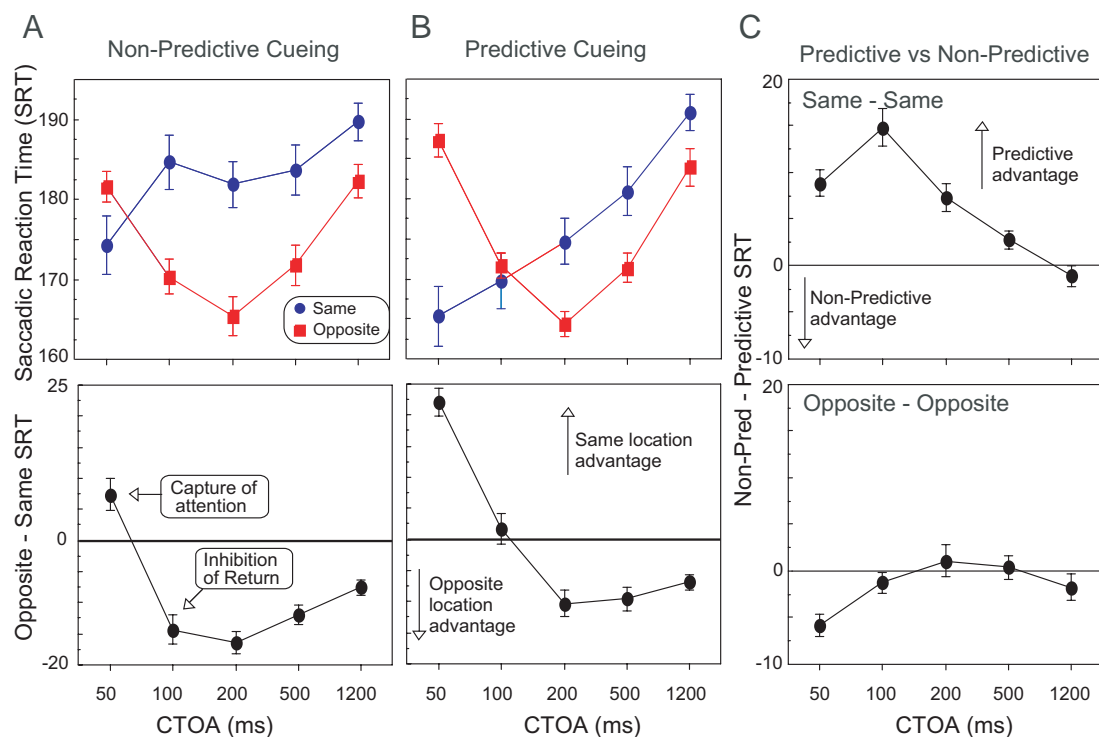 A
Non-Predictive Cueing
B
Predictive Cueing
C
Predictive vs Non-Predictive
Saccadic Reaction Time (SRT)
190
180
170
160
Same
Opposite
20
10
0
-10
Same - Same
Predictive
advantage
Non-Predictive
advantage
Opposite - Same SRT
25
0
-20
Capture of
attention
Inhibition
of Return
50
100
200
500
1200
CTOA (ms)
Same location
advantage
Opposite
location
advantage
50
100
200
500
1200
CTOA (ms)
Non-Pred - Predictive SRT
20
10
0
-10
Opposite - Opposite
50
100
200
500
1200
CTOA (ms)